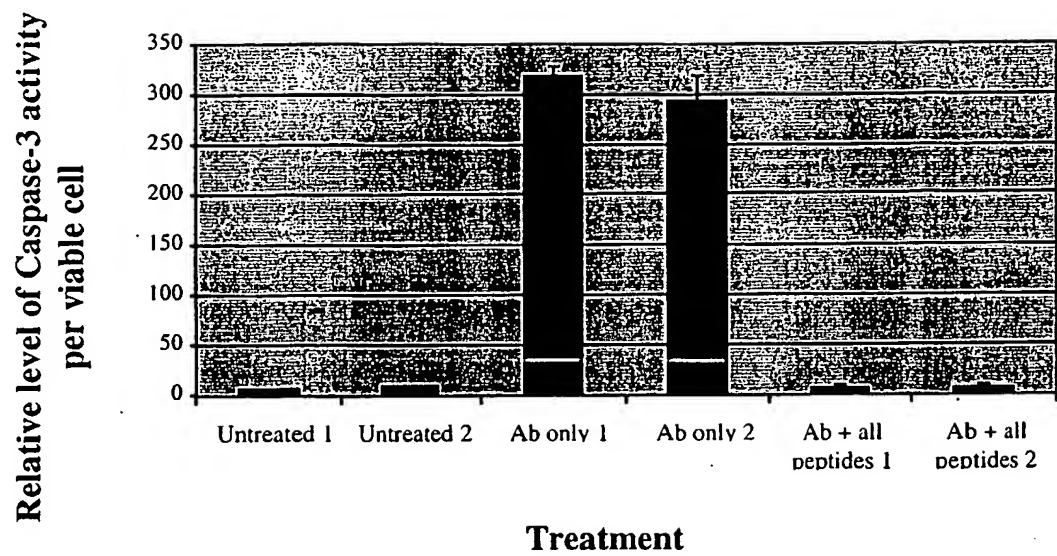 Relative level of Caspase-3 activity
per viable cell
350
300
250
200
150
100
50
0
Untreated 1
Untreated 2
Ab only 1
Ab only 2
Ab + all
peptides 1
Ab + all
peptides 2
Treatment